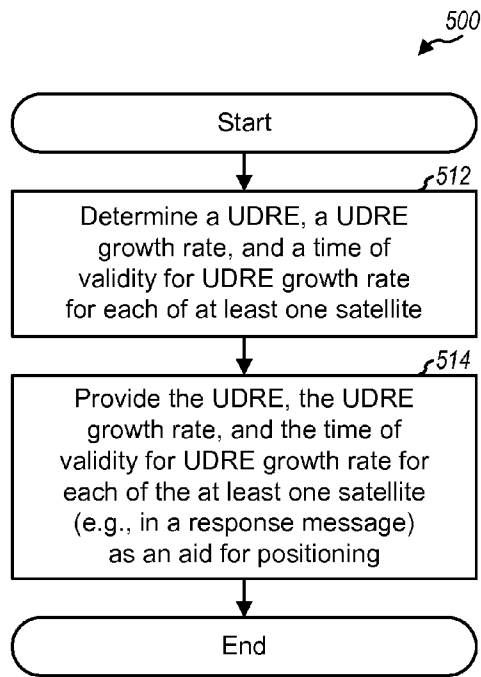 500
Start
512
Determine a UDRE, a UDRE
growth rate, and a time of
validity for UDRE growth rate
for each of at least one satellite
514
Provide the UDRE, the UDRE
growth rate, and the time of
validity for UDRE growth rate for
each of the at least one satellite
(e.g., in a response message)
as an aid for positioning
End